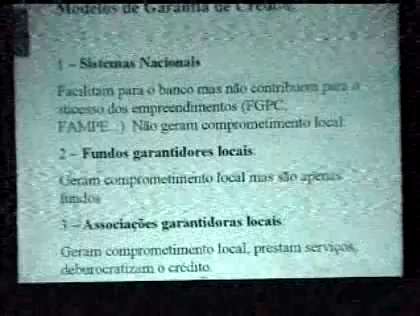 Modelos de Garantia de Crédito
1 – Sistemas Nacionais
Facilitam para o banco mas não contribuem para o
sucesso dos empreendimentos (FGPC,
FAMPE...) Não geram comprometimento local.
2 – Fundos garantidores locais:
Geram comprometimento local mas são apenas
fundos
3 – Associações garantidoras locais:
Geram comprometimento local, prestam serviços,
deburocratizam o crédito.